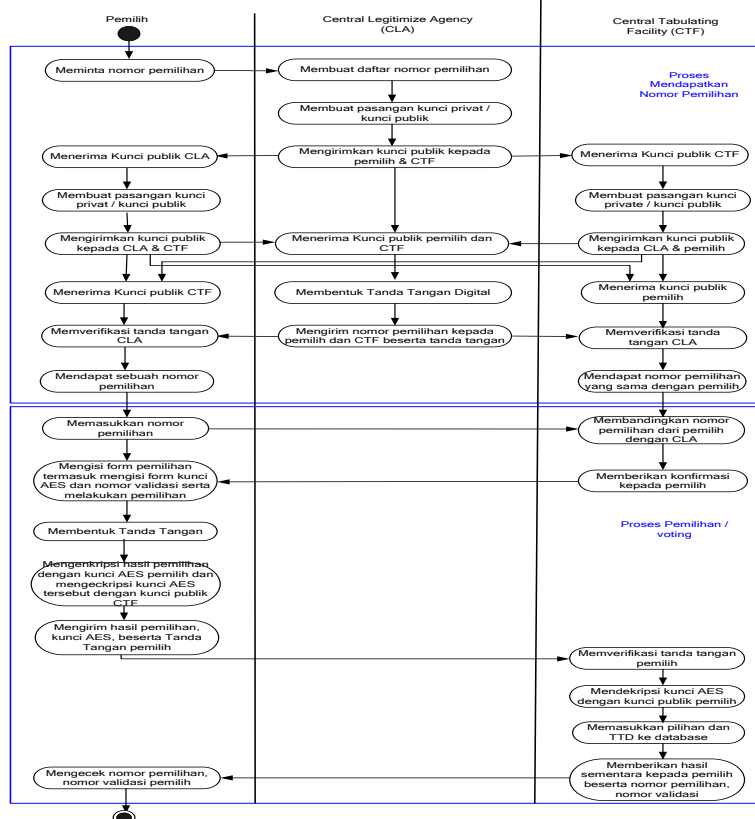 Pemilih
Central Legitimize Agency
(CLA)
Central Tabulating
Facility (CTF)
Meminta nomor pemilihan
Membuat daftar nomor pemilihan
Proses
Mendapatkan
Nomor Pemilihan
Membuat pasangan kunci privat /
kunci publik
Menerima Kunci publik CLA
Mengirimkan kunci publik kepada
pemilih & CTF
Menerima Kunci publik CTF
Membuat pasangan kunci
privat / kunci publik
Membuat pasangan kunci
private / kunci publik
Mengirimkan kunci publik
kepada CLA & CTF
Menerima Kunci publik pemilih dan
CTF
Mengirimkan kunci publik
kepada CLA & pemilih
Menerima Kunci publik CTF
Membentuk Tanda Tangan Digital
Menerima kunci publik
pemilih
Memverifikasi tanda tangan
CLA
Mengirim nomor pemilihan kepada
pemilih dan CTF beserta tanda tangan
Memverifikasi tanda
tangan CLA
Mendapat sebuah nomor
pemilihan
Mendapat nomor pemilihan
yang sama dengan pemilih
Memasukkan nomor
pemilihan
Membandingkan nomor
pemilihan dari pemilih
dengan CLA
Mengisi form pemilihan
termasuk mengisi form kunci
AES dan nomor validasi serta
melakukan pemilihan
Memberikan konfirmasi
kepada pemilih
Membentuk Tanda Tangan
Proses Pemilihan /
voting
Mengenkripsi hasil pemilihan
dengan kunci AES pemilih dan
mengeckripsi kunci AES
tersebut dengan kunci publik
CTF
Mengirim hasil pemilihan,
kunci AES, beserta Tanda
Tangan pemilih
Memverifikasi tanda tangan
pemilih
Mendekripsi kunci AES
dengan kunci publik pemilih
Memasukkan pilihan dan
TTD ke database
Mengecek nomor pemilihan,
nomor validasi pemilih
Memberikan hasil
sementara kepada pemilih
beserta nomor pemilihan,
nomor validasi